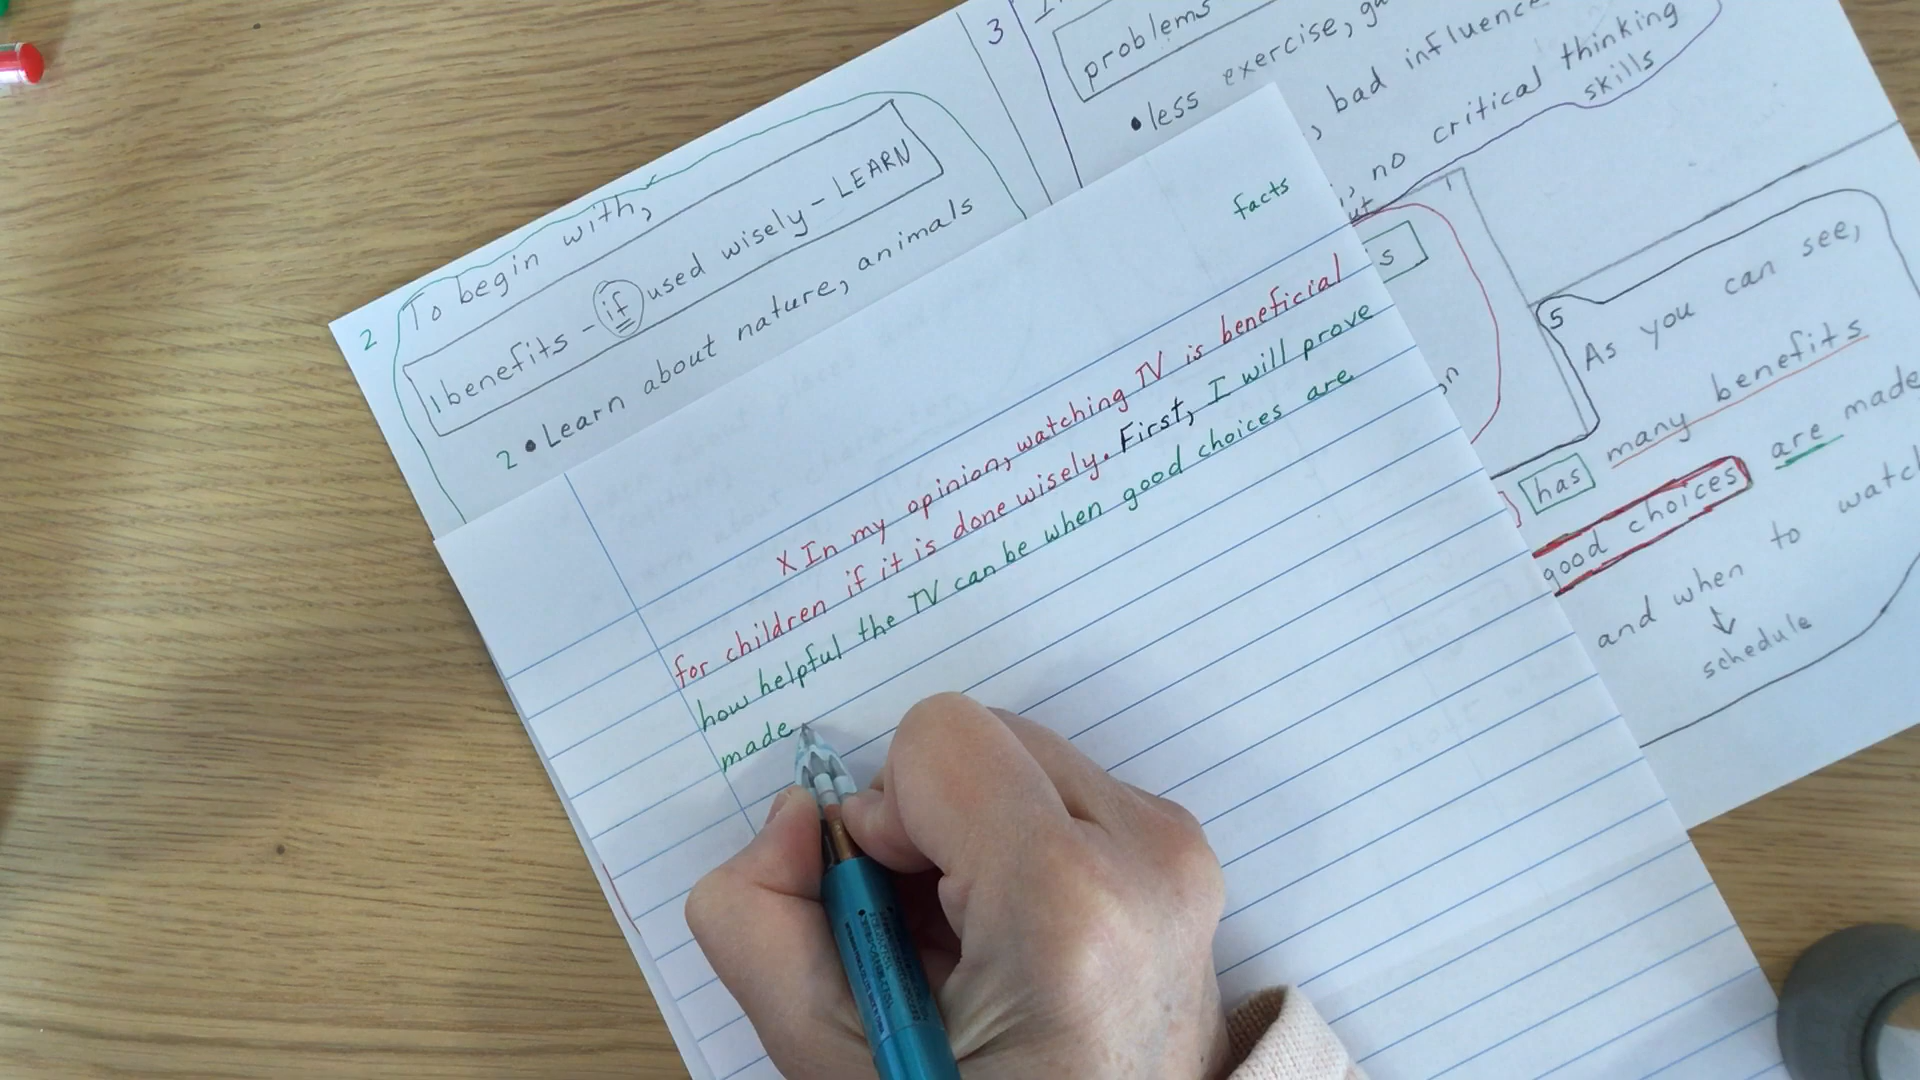 2
To begin with,
benefits - if used wisely - LEARN
2 • Learn about nature, animals
3
problems
• less exercise,
, bad influence
, no critical thinking
skills
facts
X In my opinion, watching TV is beneficial
for children if it is done wisely. First, I will prove
how helpful the TV can be when good choices are
made.
s
5
As you can see,
has many benefits
good choices are made
and when to watch
↓
schedule